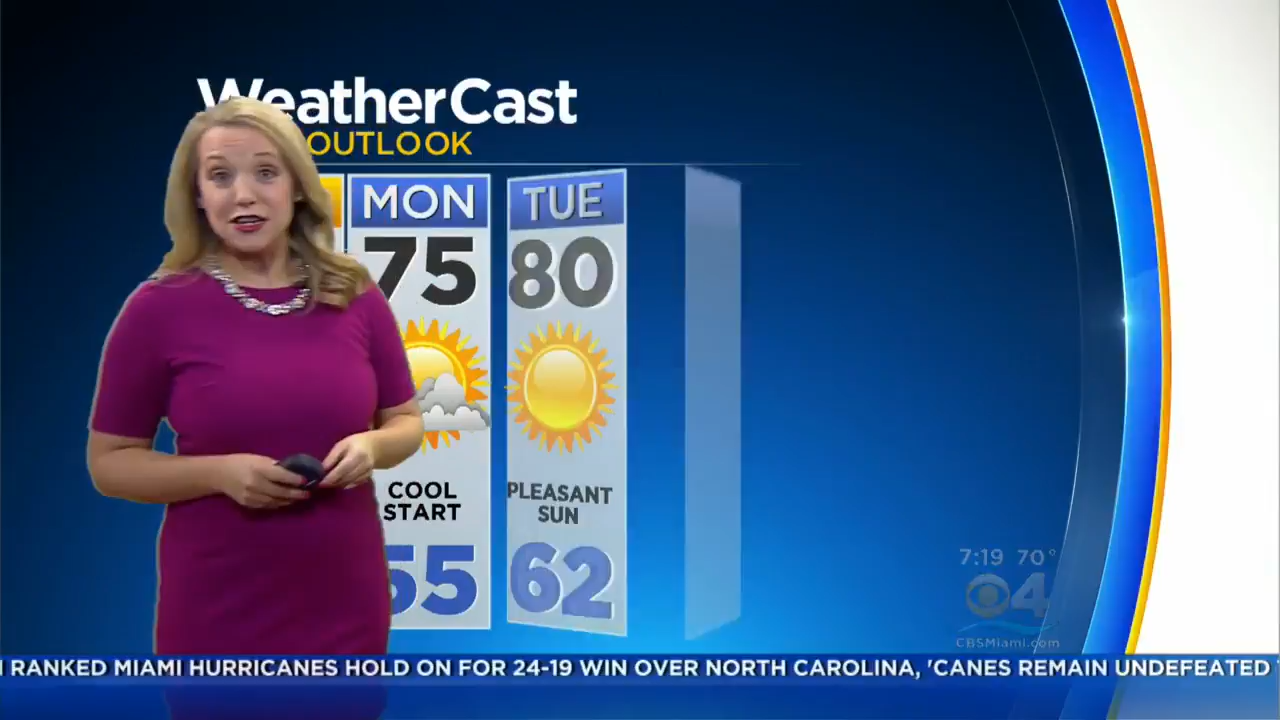 WeatherCast
OUTLOOK
MON
TUE
75
80
COOL
START
PLEASANT
SUN
55
62
7:19 70°
4
CBSMiami.com
RANKED MIAMI HURRICANES HOLD ON FOR 24-19 WIN OVER NORTH CAROLINA, 'CANES REMAIN UNDEFEATED